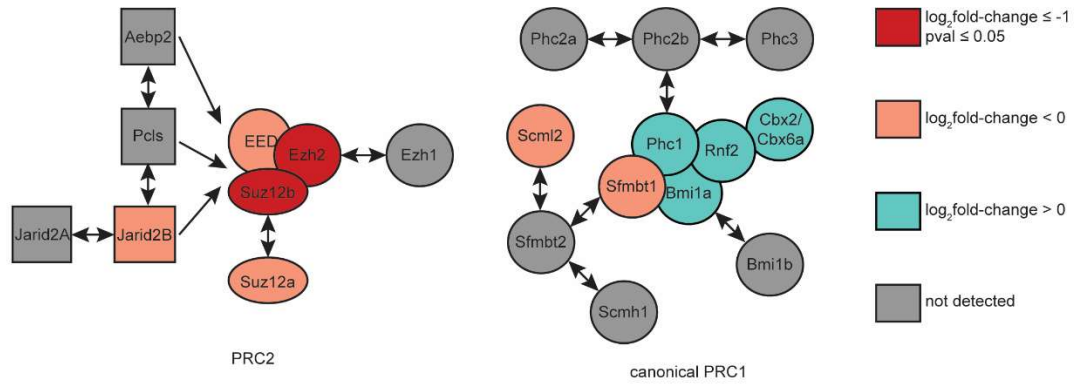 Aebp2
Pcls
Jarid2A
Jarid2B
EED
Ezh2
Suz12b
Ezh1
Suz12a
PRC2
Phc2a
Phc2b
Phc3
Scml2
Phc1
Rnf2
Cbx2/
Cbx6a
Sfmbt1
Bmi1a
Sfmbt2
Bmi1b
Scmh1
canonical PRC1
log2fold-change ≤ -1
pval ≤ 0.05
log2fold-change < 0
log2fold-change > 0
not detected